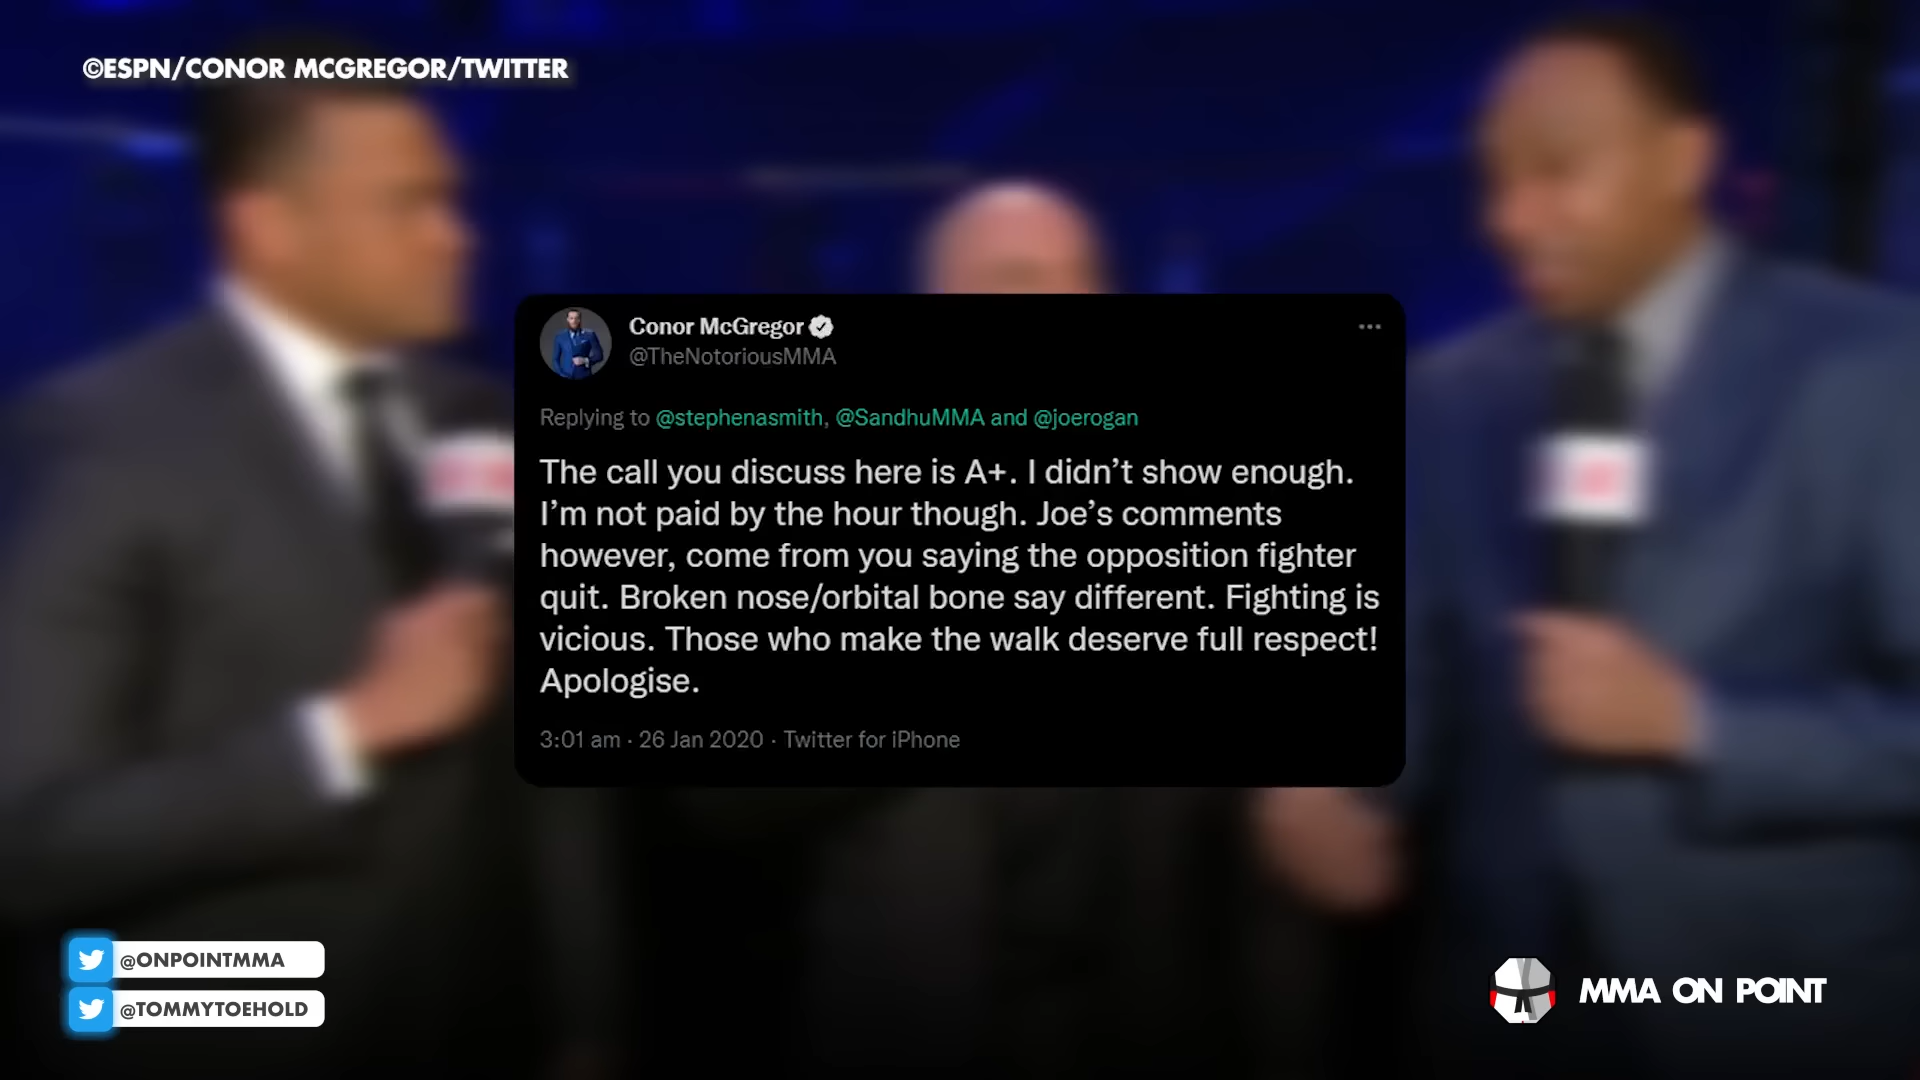 ©ESPN/CONOR MCGREGOR/TWITTER
Conor McGregor
@TheNotoriousMMA
Replying to @stephenasmith, @SandhuMMA and @joerogan
The call you discuss here is A+. I didn’t show enough.
I’m not paid by the hour though. Joe’s comments
however, come from you saying the opposition fighter
quit. Broken nose/orbital bone say different. Fighting is
vicious. Those who make the walk deserve full respect!
Apologise.
3:01 am · 26 Jan 2020 · Twitter for iPhone
@ONPOINTMMA
@TOMMYTOEHOLD
MMA ON POINT